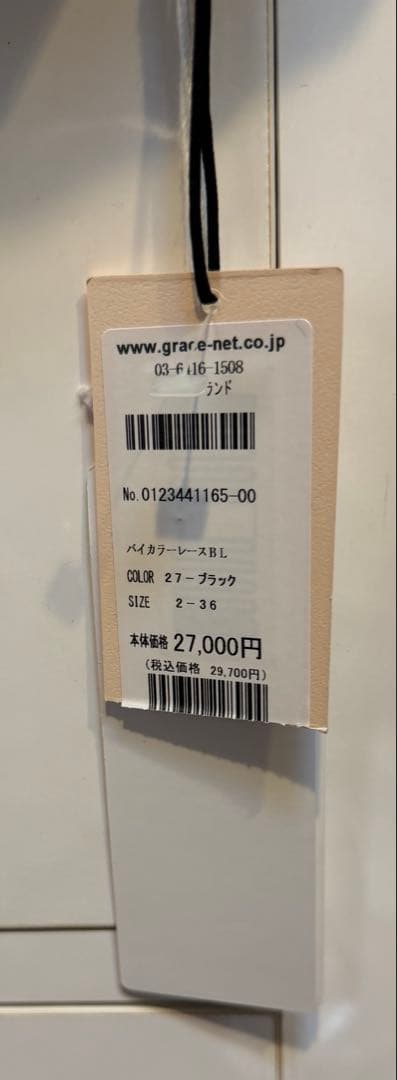 www.grace-net.co.jp
ランド
No.0123441165-00
バイカラーレースBL
COLOR 27-ブラック
SIZE 2-36
本体価格 27,000円
(税込価格 29,700円)